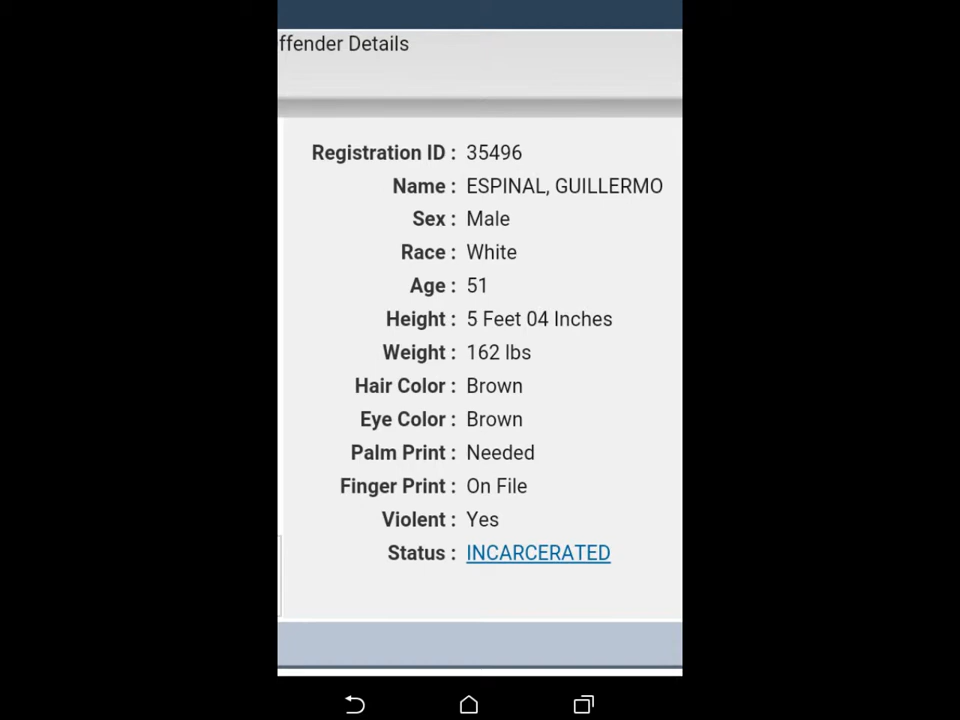 ffender Details
Registration ID : 35496
Name : ESPINAL, GUILLERMO
Sex : Male
Race : White
Age : 51
Height : 5 Feet 04 Inches
Weight : 162 lbs
Hair Color : Brown
Eye Color : Brown
Palm Print : Needed
Finger Print : On File
Violent : Yes
Status : INCARCERATED